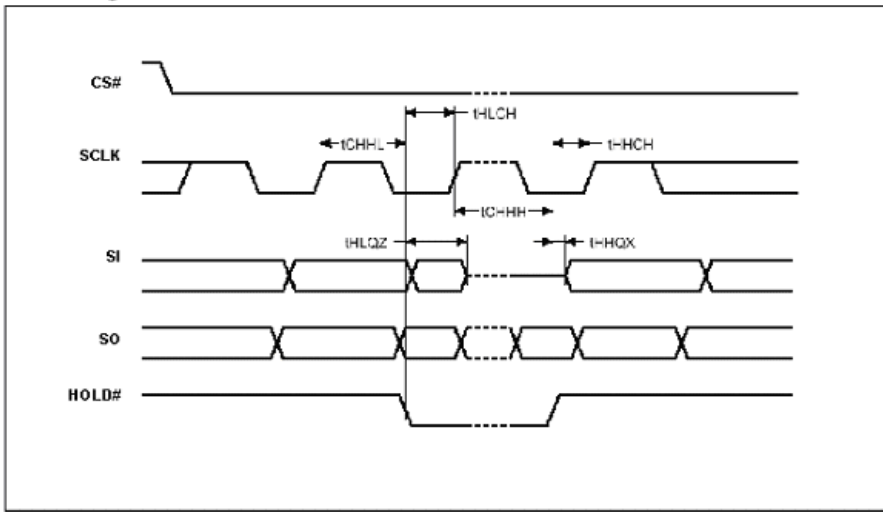 CS#
tHLCH
tCHHL
tHHCH
SCLK
tCHHH
tHLQZ
tHHQX
SI
SO
HOLD#